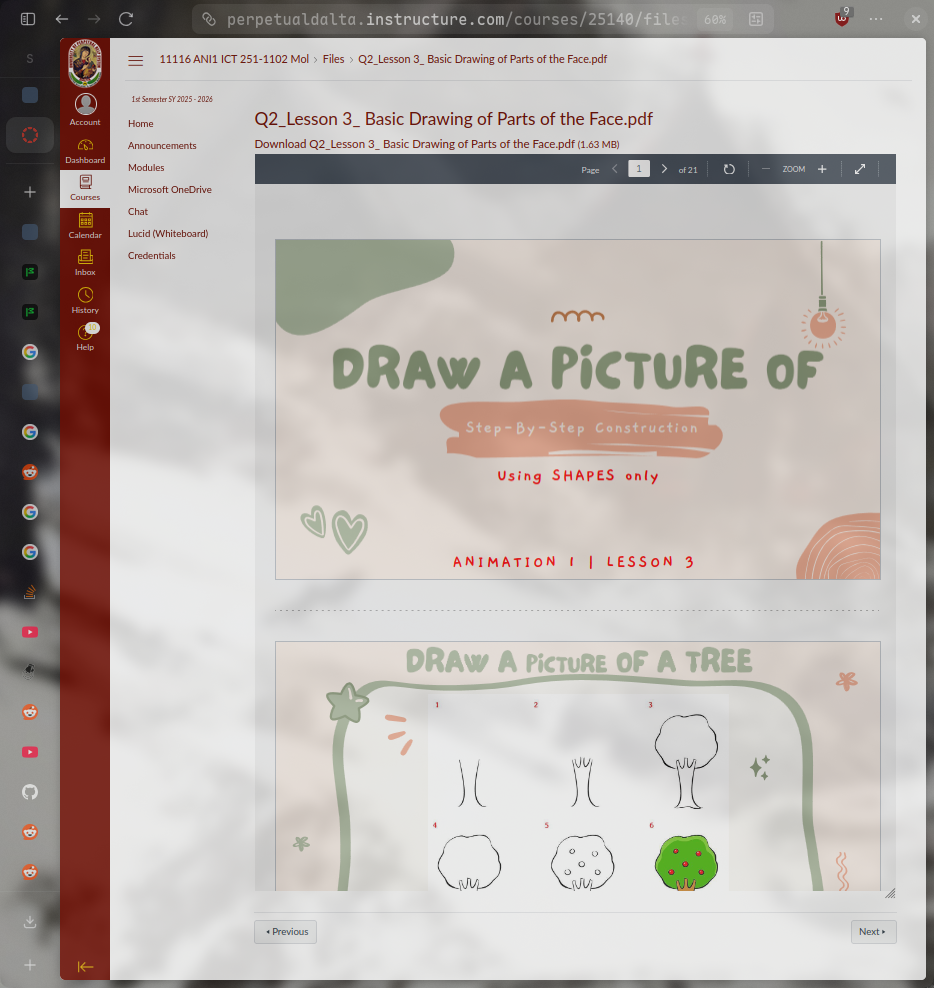 perpetualdalta.instructure.com/courses/25140/files
60%
9
S
11116 ANI1 ICT 251-1102 Mol › Files › Q2_Lesson 3_ Basic Drawing of Parts of the Face.pdf
1st Semester SY 2025 - 2026
Account
Dashboard
Courses
Calendar
Inbox
History
10
Help
Home
Announcements
Modules
Microsoft OneDrive
Chat
Lucid (Whiteboard)
Credentials
Q2_Lesson 3_ Basic Drawing of Parts of the Face.pdf
Download Q2_Lesson 3_ Basic Drawing of Parts of the Face.pdf (1.63 MB)
Page 1 of 21 ZOOM
DRAW A PiCTURE OF
Step-By-Step Construction
Using SHAPES only
ANIMATION 1 | LESSON 3
DRAW A PiCTURE OF A TREE
1 2 3
4 5 6
Previous
Next